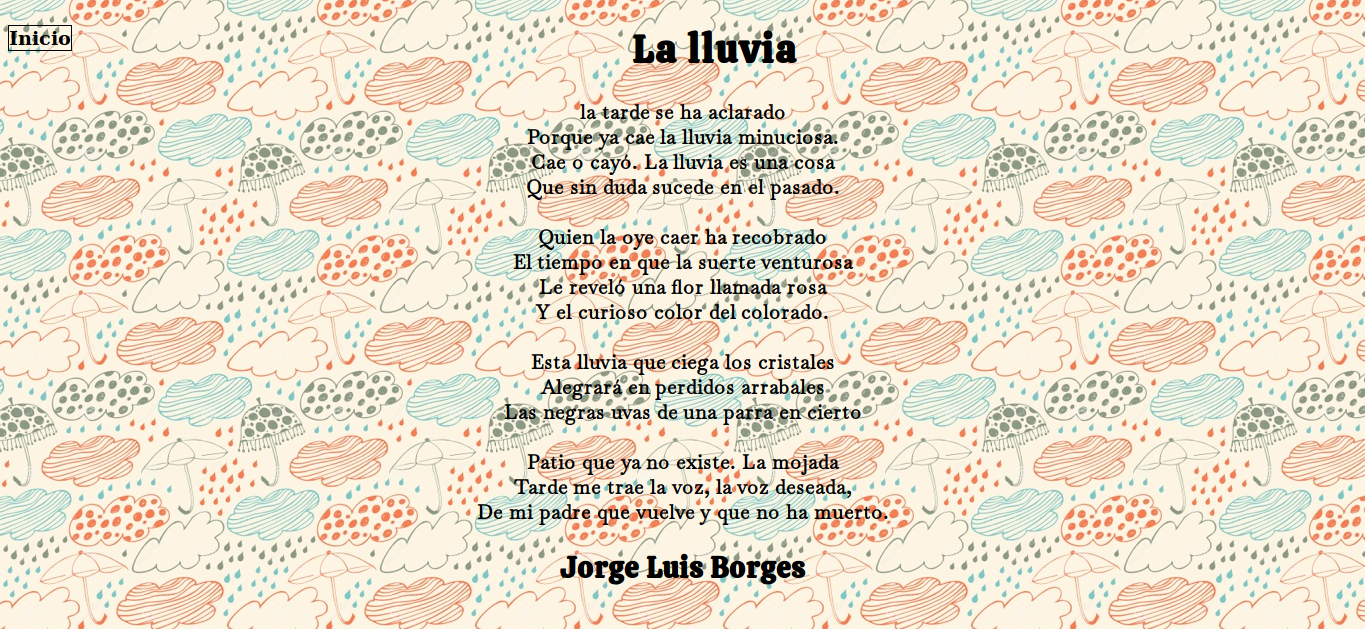 Inicio
La lluvia
la tarde se ha aclarado
Porque ya cae la lluvia minuciosa.
Cae o cayó. La lluvia es una cosa
Que sin duda sucede en el pasado.
Quien la oye caer ha recobrado
El tiempo en que la suerte venturosa
Le reveló una flor llamada rosa
Y el curioso color del colorado.
Esta lluvia que ciega los cristales
Alegrará en perdidos arrabales
Las negras uvas de una parra en cierto
Patio que ya no existe. La mojada
Tarde me trae la voz, la voz deseada,
De mi padre que vuelve y que no ha muerto.
Jorge Luis Borges